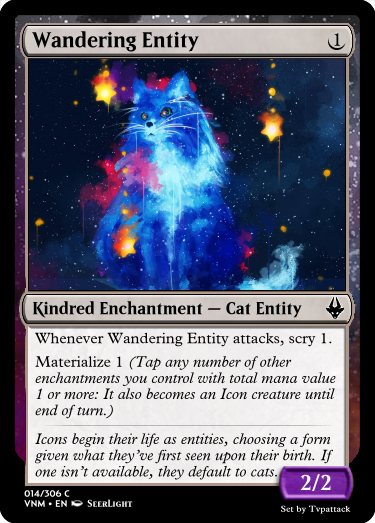 Wandering Entity 1
Kindred Enchantment — Cat Entity
Whenever Wandering Entity attacks, scry 1.
Materialize 1 (Tap any number of other
enchantments you control with total mana value
1 or more: It also becomes an Icon creature until
end of turn.)
Icons begin their life as entities, choosing a form
given what they've first seen upon their birth. If
one isn't available, they default to cats.
2/2
014/306 C
VNM • EN SeerLight
Set by Tvpattack